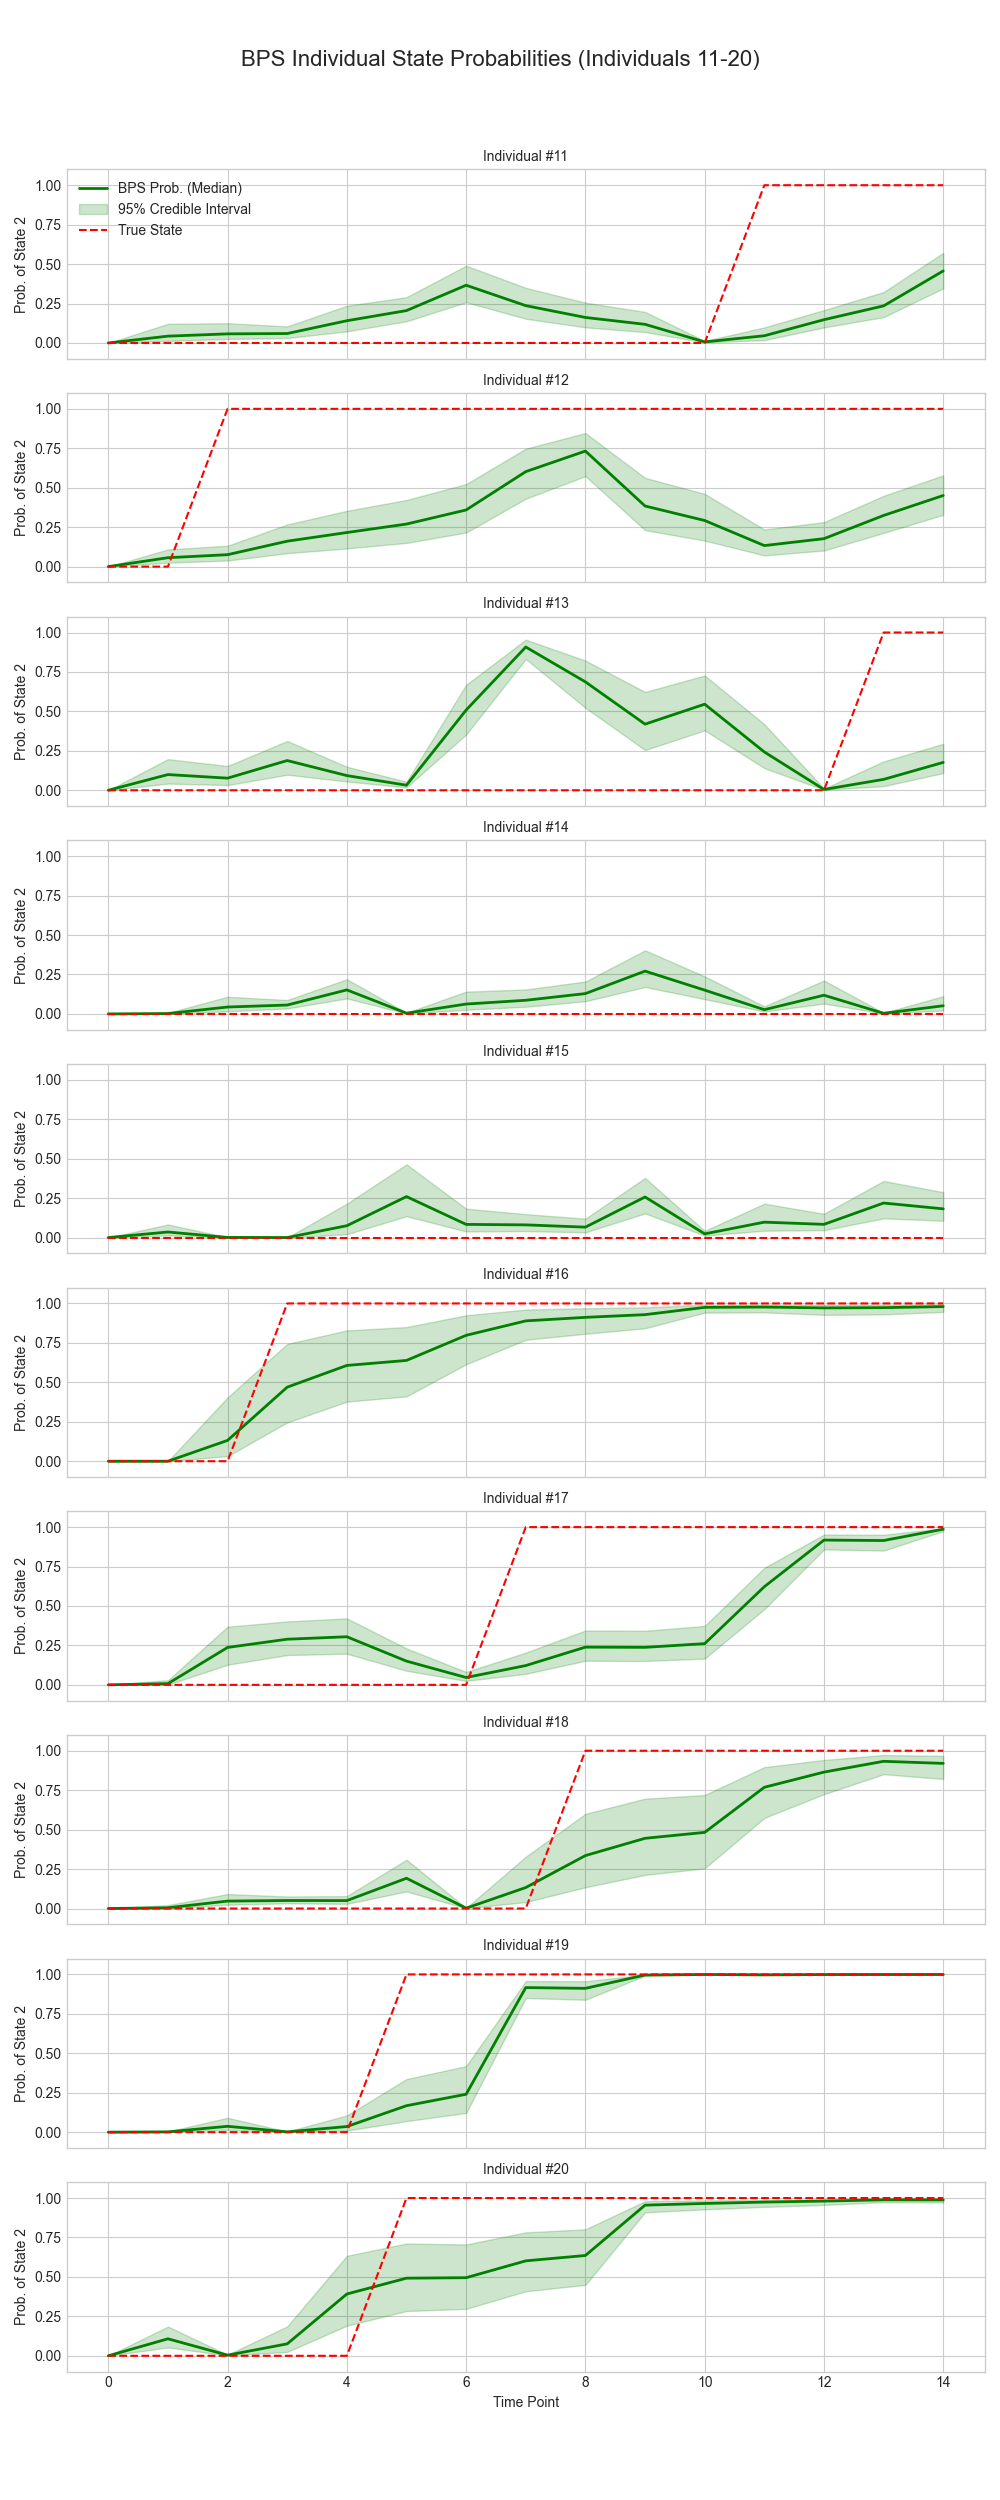 BPS Individual State Probabilities (Individuals 11-20)
Individual #11
Prob. of State 2
1.00
0.75
0.50
0.25
0.00
BPS Prob. (Median)
95% Credible Interval
True State
Individual #12
Prob. of State 2
1.00
0.75
0.50
0.25
0.00
Individual #13
Prob. of State 2
1.00
0.75
0.50
0.25
0.00
Individual #14
Prob. of State 2
1.00
0.75
0.50
0.25
0.00
Individual #15
Prob. of State 2
1.00
0.75
0.50
0.25
0.00
Individual #16
Prob. of State 2
1.00
0.75
0.50
0.25
0.00
Individual #17
Prob. of State 2
1.00
0.75
0.50
0.25
0.00
Individual #18
Prob. of State 2
1.00
0.75
0.50
0.25
0.00
Individual #19
Prob. of State 2
1.00
0.75
0.50
0.25
0.00
Individual #20
Prob. of State 2
1.00
0.75
0.50
0.25
0.00
0 2 4 6 8 10 12 14
Time Point